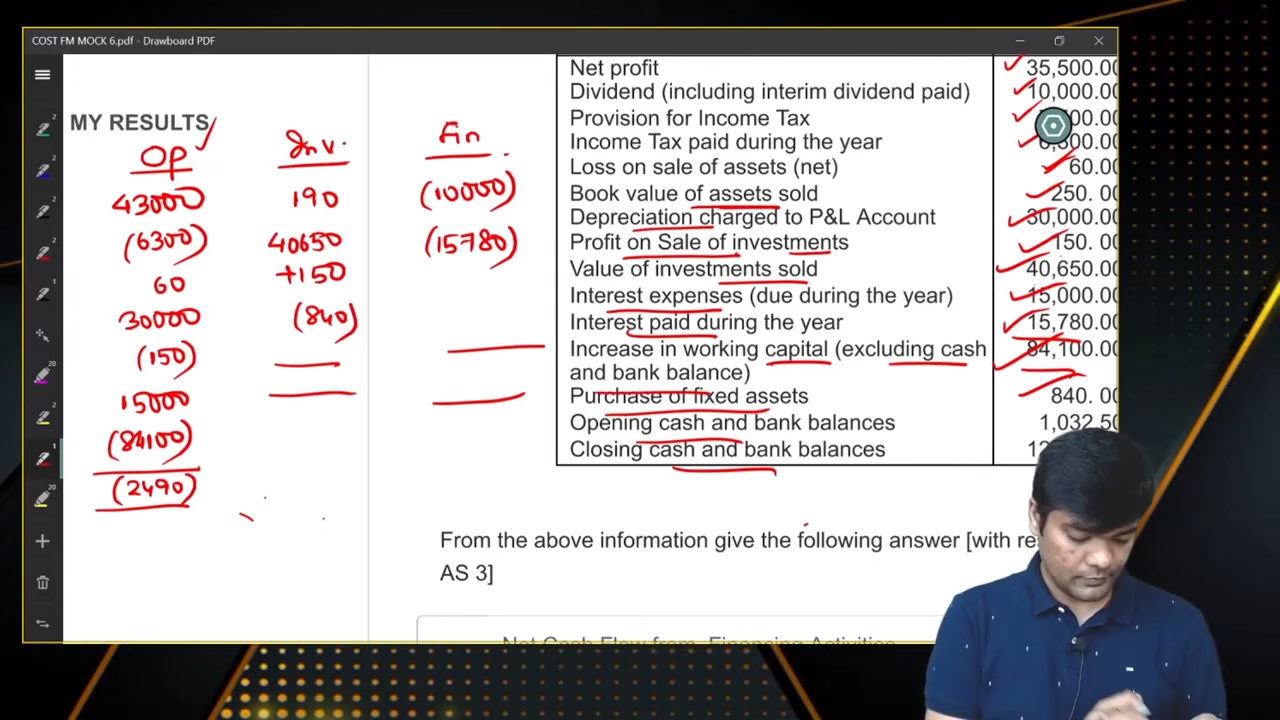 COST FM MOCK 6.pdf - Drawboard PDF
MY RESULTS
Op
43000
(6300)
60
30000
(150)
15000
(84100)
(2490)
Inv.
190
40650
+150
(840)
Fin
(10000)
(15780)
Net profit 35,500.00
Dividend (including interim dividend paid) 10,000.00
Provision for Income Tax
Income Tax paid during the year
Loss on sale of assets (net) 60.00
Book value of assets sold 250. 00
Depreciation charged to P&L Account 30,000.00
Profit on Sale of investments 150. 00
Value of investments sold 40,650.00
Interest expenses (due during the year) 15,000.00
Interest paid during the year 15,780.00
Increase in working capital (excluding cash 84,100.00
and bank balance)
Purchase of fixed assets 840. 00
Opening cash and bank balances 1,032.50
Closing cash and bank balances
From the above information give the following answer [with
AS 3]
Net Cash Flow from Financing Activities